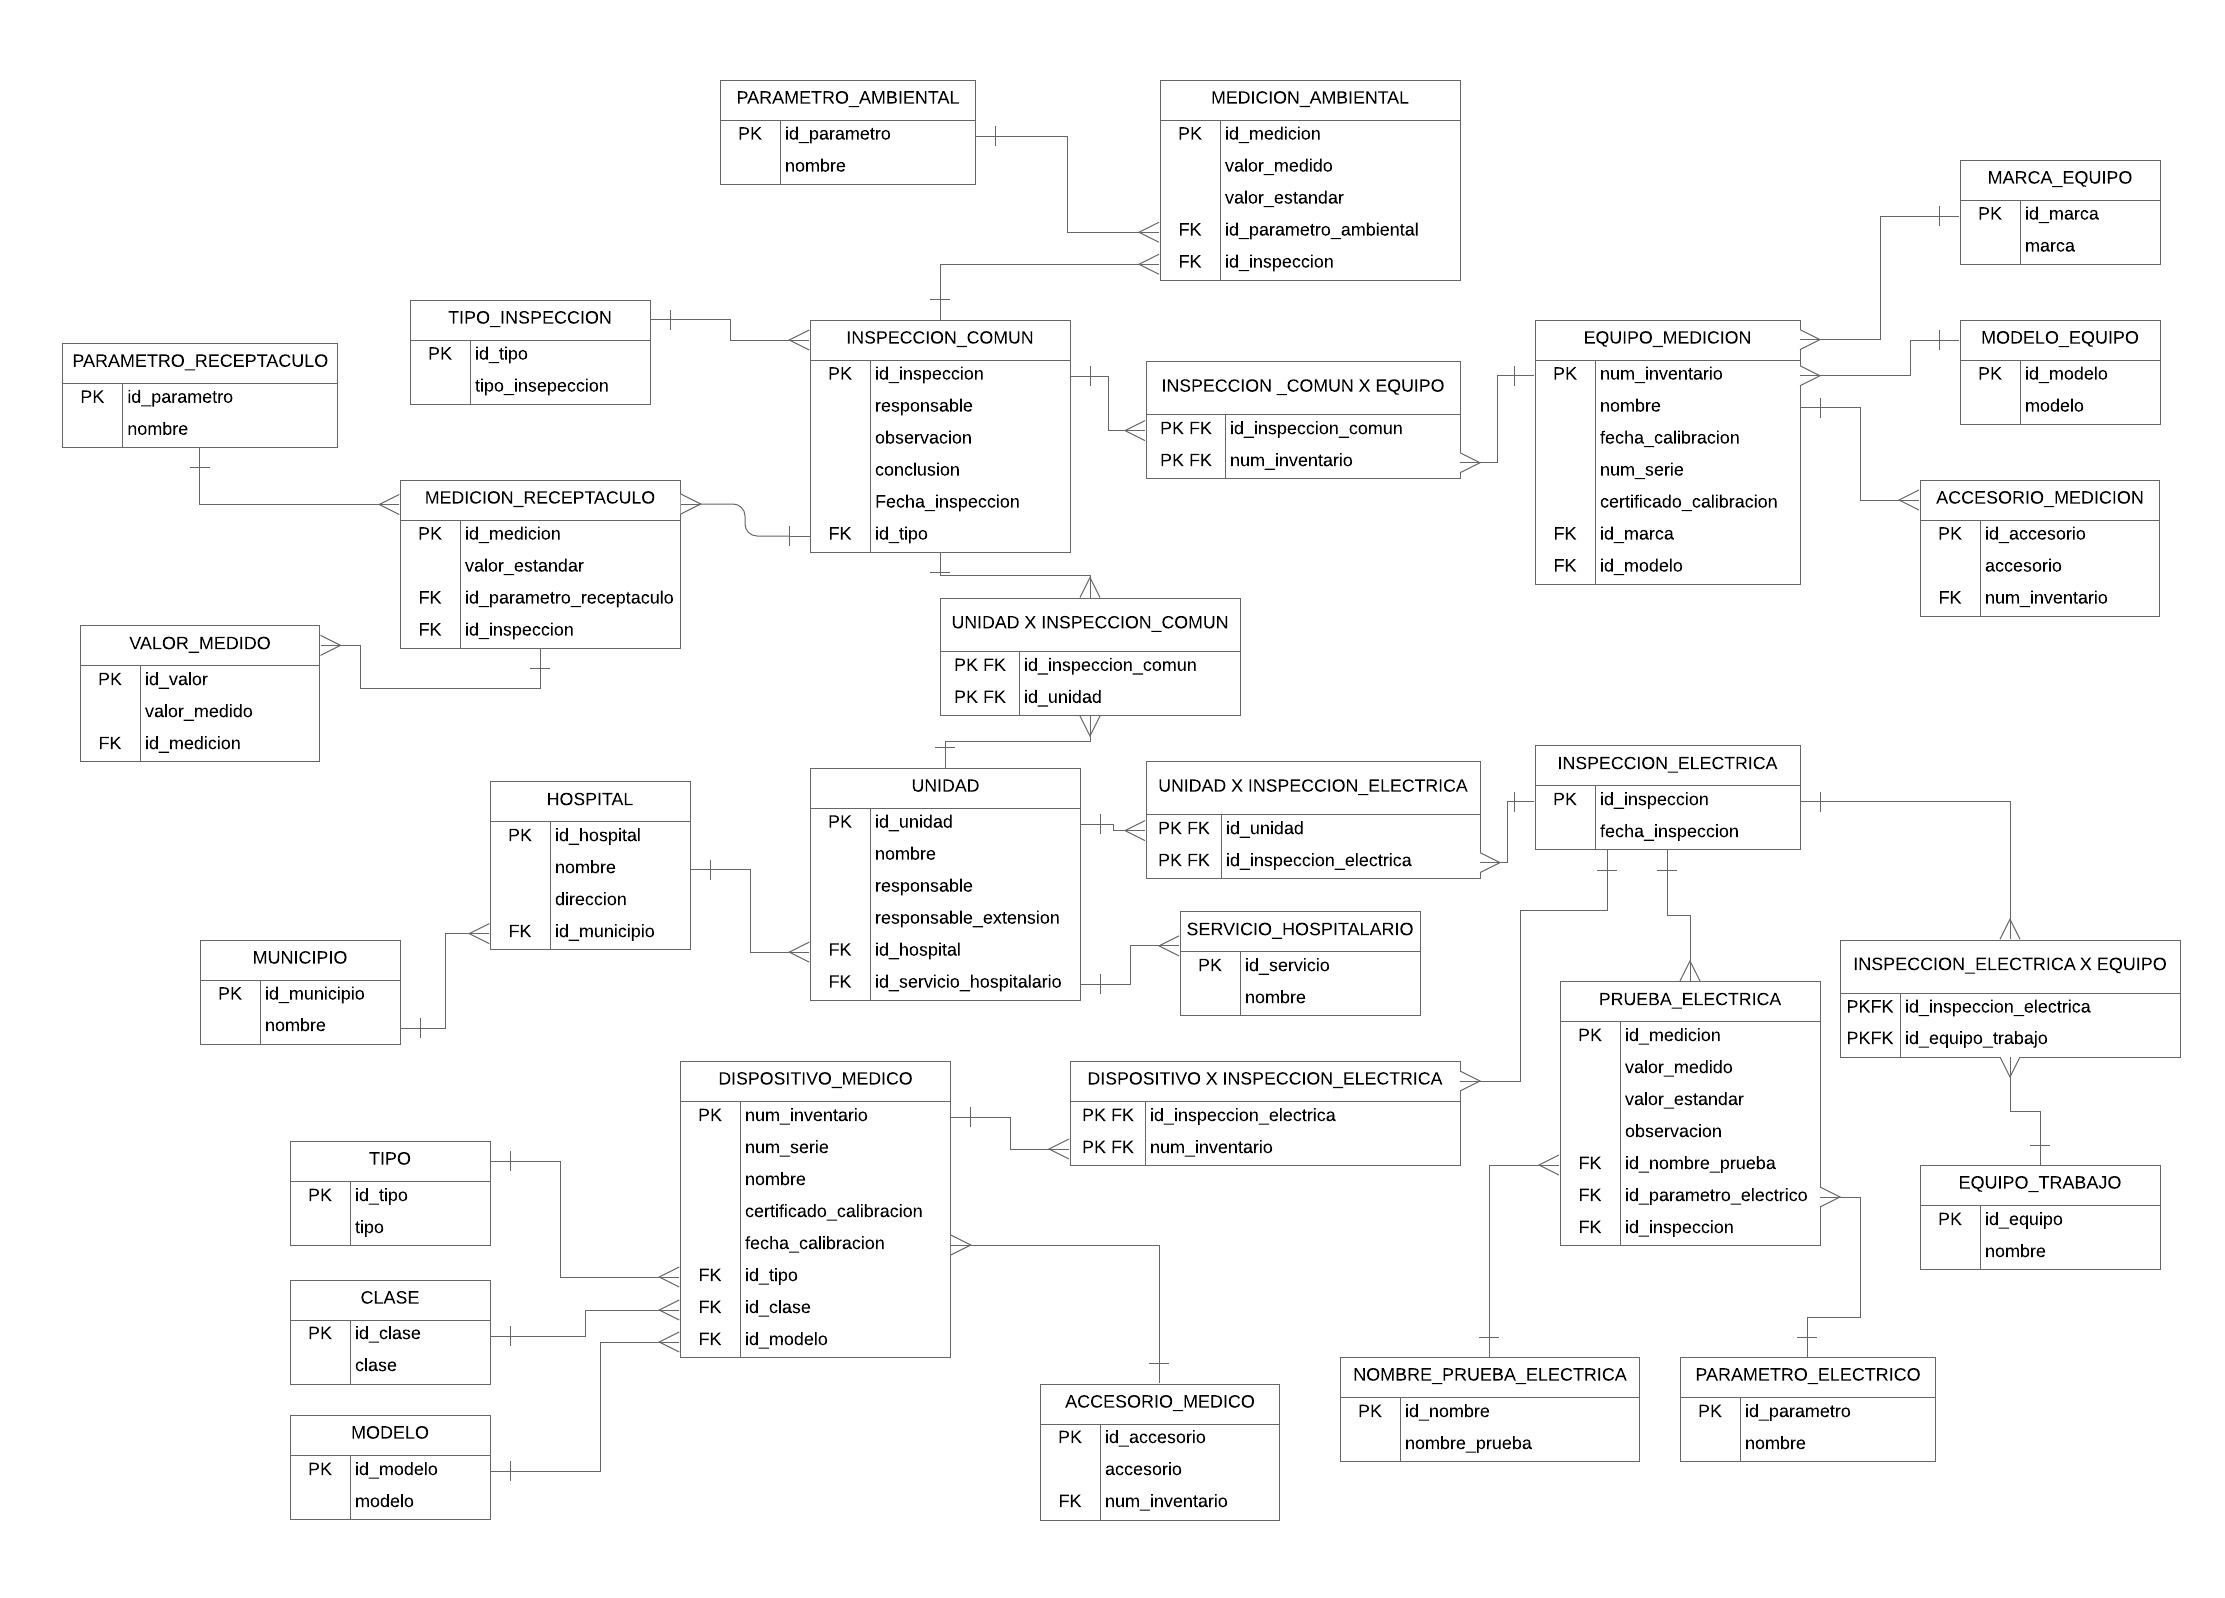 PARAMETRO_AMBIENTAL
PK id_parametro
nombre
MEDICION_AMBIENTAL
PK id_medicion
valor_medido
valor_estandar
FK id_parametro_ambiental
FK id_inspeccion
MARCA_EQUIPO
PK id_marca
marca
TIPO_INSPECCION
PK id_tipo
tipo_insepeccion
INSPECCION_COMUN
PK id_inspeccion
responsable
observacion
conclusion
Fecha_inspeccion
FK id_tipo
EQUIPO_MEDICION
PK num_inventario
nombre
fecha_calibracion
num_serie
certificado_calibracion
FK id_marca
FK id_modelo
MODELO_EQUIPO
PK id_modelo
modelo
PARAMETRO_RECEPTACULO
PK id_parametro
nombre
INSPECCION _COMUN X EQUIPO
PK FK id_inspeccion_comun
PK FK num_inventario
MEDICION_RECEPTACULO
PK id_medicion
valor_estandar
FK id_parametro_receptaculo
FK id_inspeccion
ACCESORIO_MEDICION
PK id_accesorio
accesorio
FK num_inventario
VALOR_MEDIDO
PK id_valor
valor_medido
FK id_medicion
UNIDAD X INSPECCION_COMUN
PK FK id_inspeccion_comun
PK FK id_unidad
HOSPITAL
PK id_hospital
nombre
direccion
FK id_municipio
UNIDAD
PK id_unidad
nombre
responsable
responsable_extension
FK id_hospital
FK id_servicio_hospitalario
UNIDAD X INSPECCION_ELECTRICA
PK FK id_unidad
PK FK id_inspeccion_electrica
INSPECCION_ELECTRICA
PK id_inspeccion
fecha_inspeccion
SERVICIO_HOSPITALARIO
PK id_servicio
nombre
MUNICIPIO
PK id_municipio
nombre
INSPECCION_ELECTRICA X EQUIPO
PKFK id_inspeccion_electrica
PKFK id_equipo_trabajo
PRUEBA_ELECTRICA
PK id_medicion
valor_medido
valor_estandar
observacion
FK id_nombre_prueba
FK id_parametro_electrico
FK id_inspeccion
DISPOSITIVO_MEDICO
PK num_inventario
num_serie
nombre
certificado_calibracion
fecha_calibracion
FK id_tipo
FK id_clase
FK id_modelo
DISPOSITIVO X INSPECCION_ELECTRICA
PK FK id_inspeccion_electrica
PK FK num_inventario
TIPO
PK id_tipo
tipo
EQUIPO_TRABAJO
PK id_equipo
nombre
CLASE
PK id_clase
clase
MODELO
PK id_modelo
modelo
ACCESORIO_MEDICO
PK id_accesorio
accesorio
FK num_inventario
NOMBRE_PRUEBA_ELECTRICA
PK id_nombre
nombre_prueba
PARAMETRO_ELECTRICO
PK id_parametro
nombre